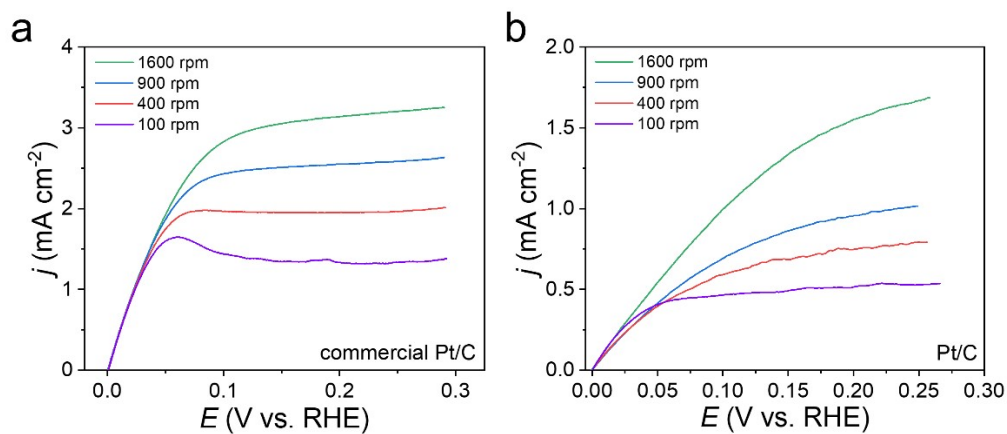 a
4
3
2
1
0
j (mA cm⁻²)
1600 rpm
900 rpm
400 rpm
100 rpm
commercial Pt/C
0.0 0.1 0.2 0.3
E (V vs. RHE)
b
2.0
1.5
1.0
0.5
0.0
j (mA cm⁻²)
1600 rpm
900 rpm
400 rpm
100 rpm
Pt/C
0.00 0.05 0.10 0.15 0.20 0.25 0.30
E (V vs. RHE)